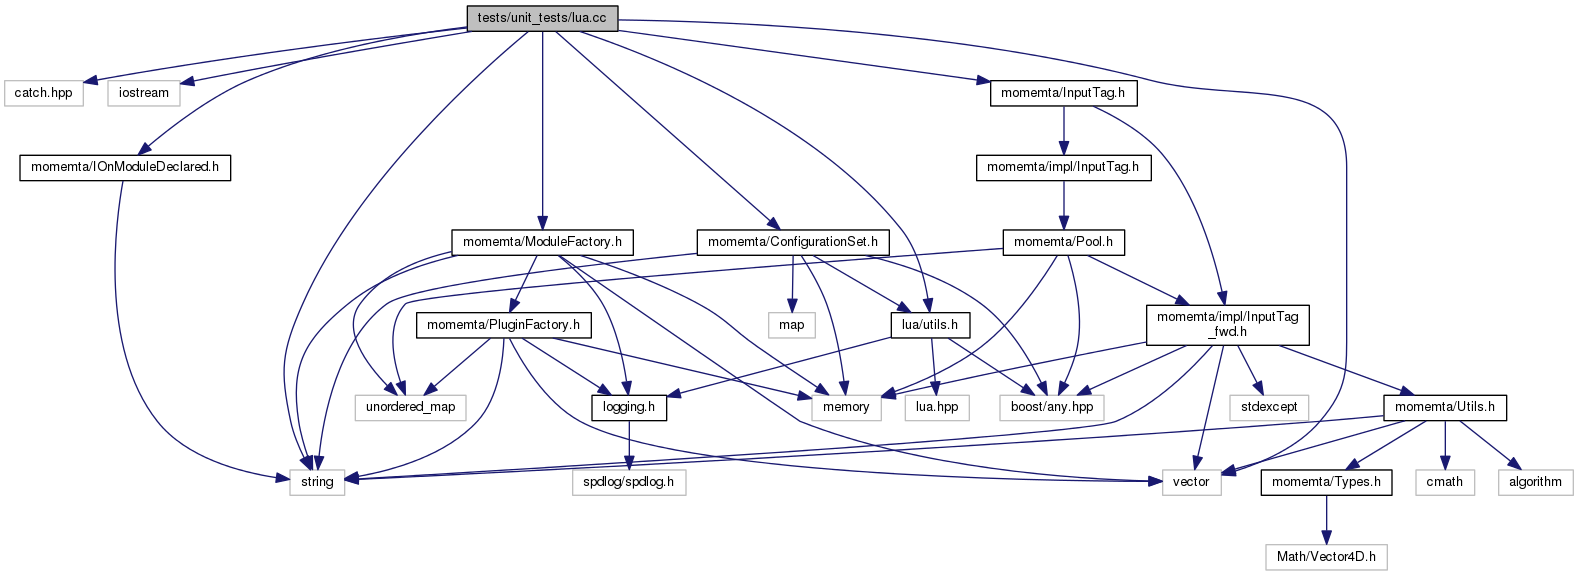 tests/unit_tests/lua.cc
catch.hpp
iostream
momemta/InputTag.h
momemta/IOnModuleDeclared.h
momemta/impl/InputTag.h
momemta/ModuleFactory.h
momemta/ConfigurationSet.h
momemta/Pool.h
momemta/PluginFactory.h
map
lua/utils.h
momemta/impl/InputTag
_fwd.h
unordered_map
logging.h
memory
lua.hpp
boost/any.hpp
stdexcept
momemta/Utils.h
string
spdlog/spdlog.h
vector
momemta/Types.h
cmath
algorithm
Math/Vector4D.h